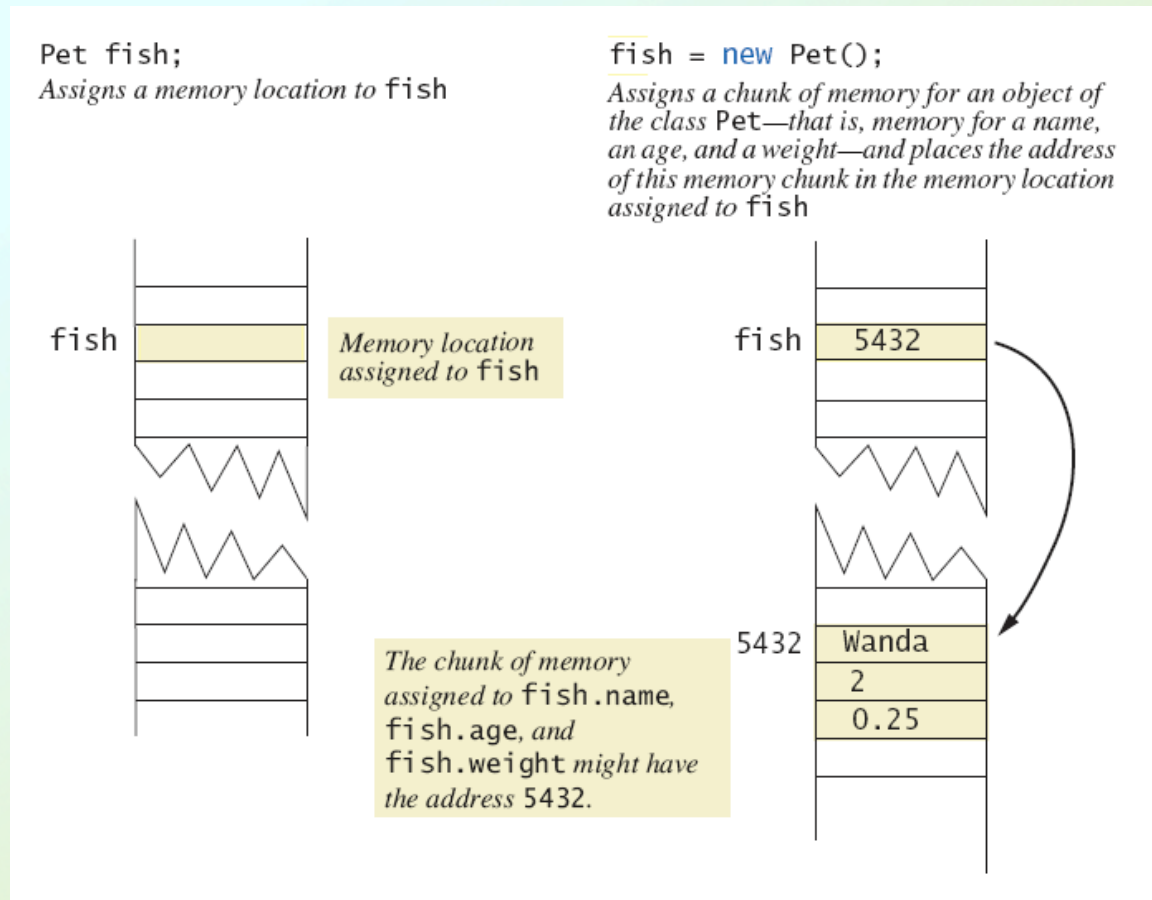 Pet fish;
Assigns a memory location to fish
fish = new Pet();
Assigns a chunk of memory for an object of
the class Pet—that is, memory for a name,
an age, and a weight—and places the address
of this memory chunk in the memory location
assigned to fish
fish
Memory location
assigned to fish
fish
5432
The chunk of memory
assigned to fish.name,
fish.age, and
fish.weight might have
the address 5432.
5432
Wanda
2
0.25